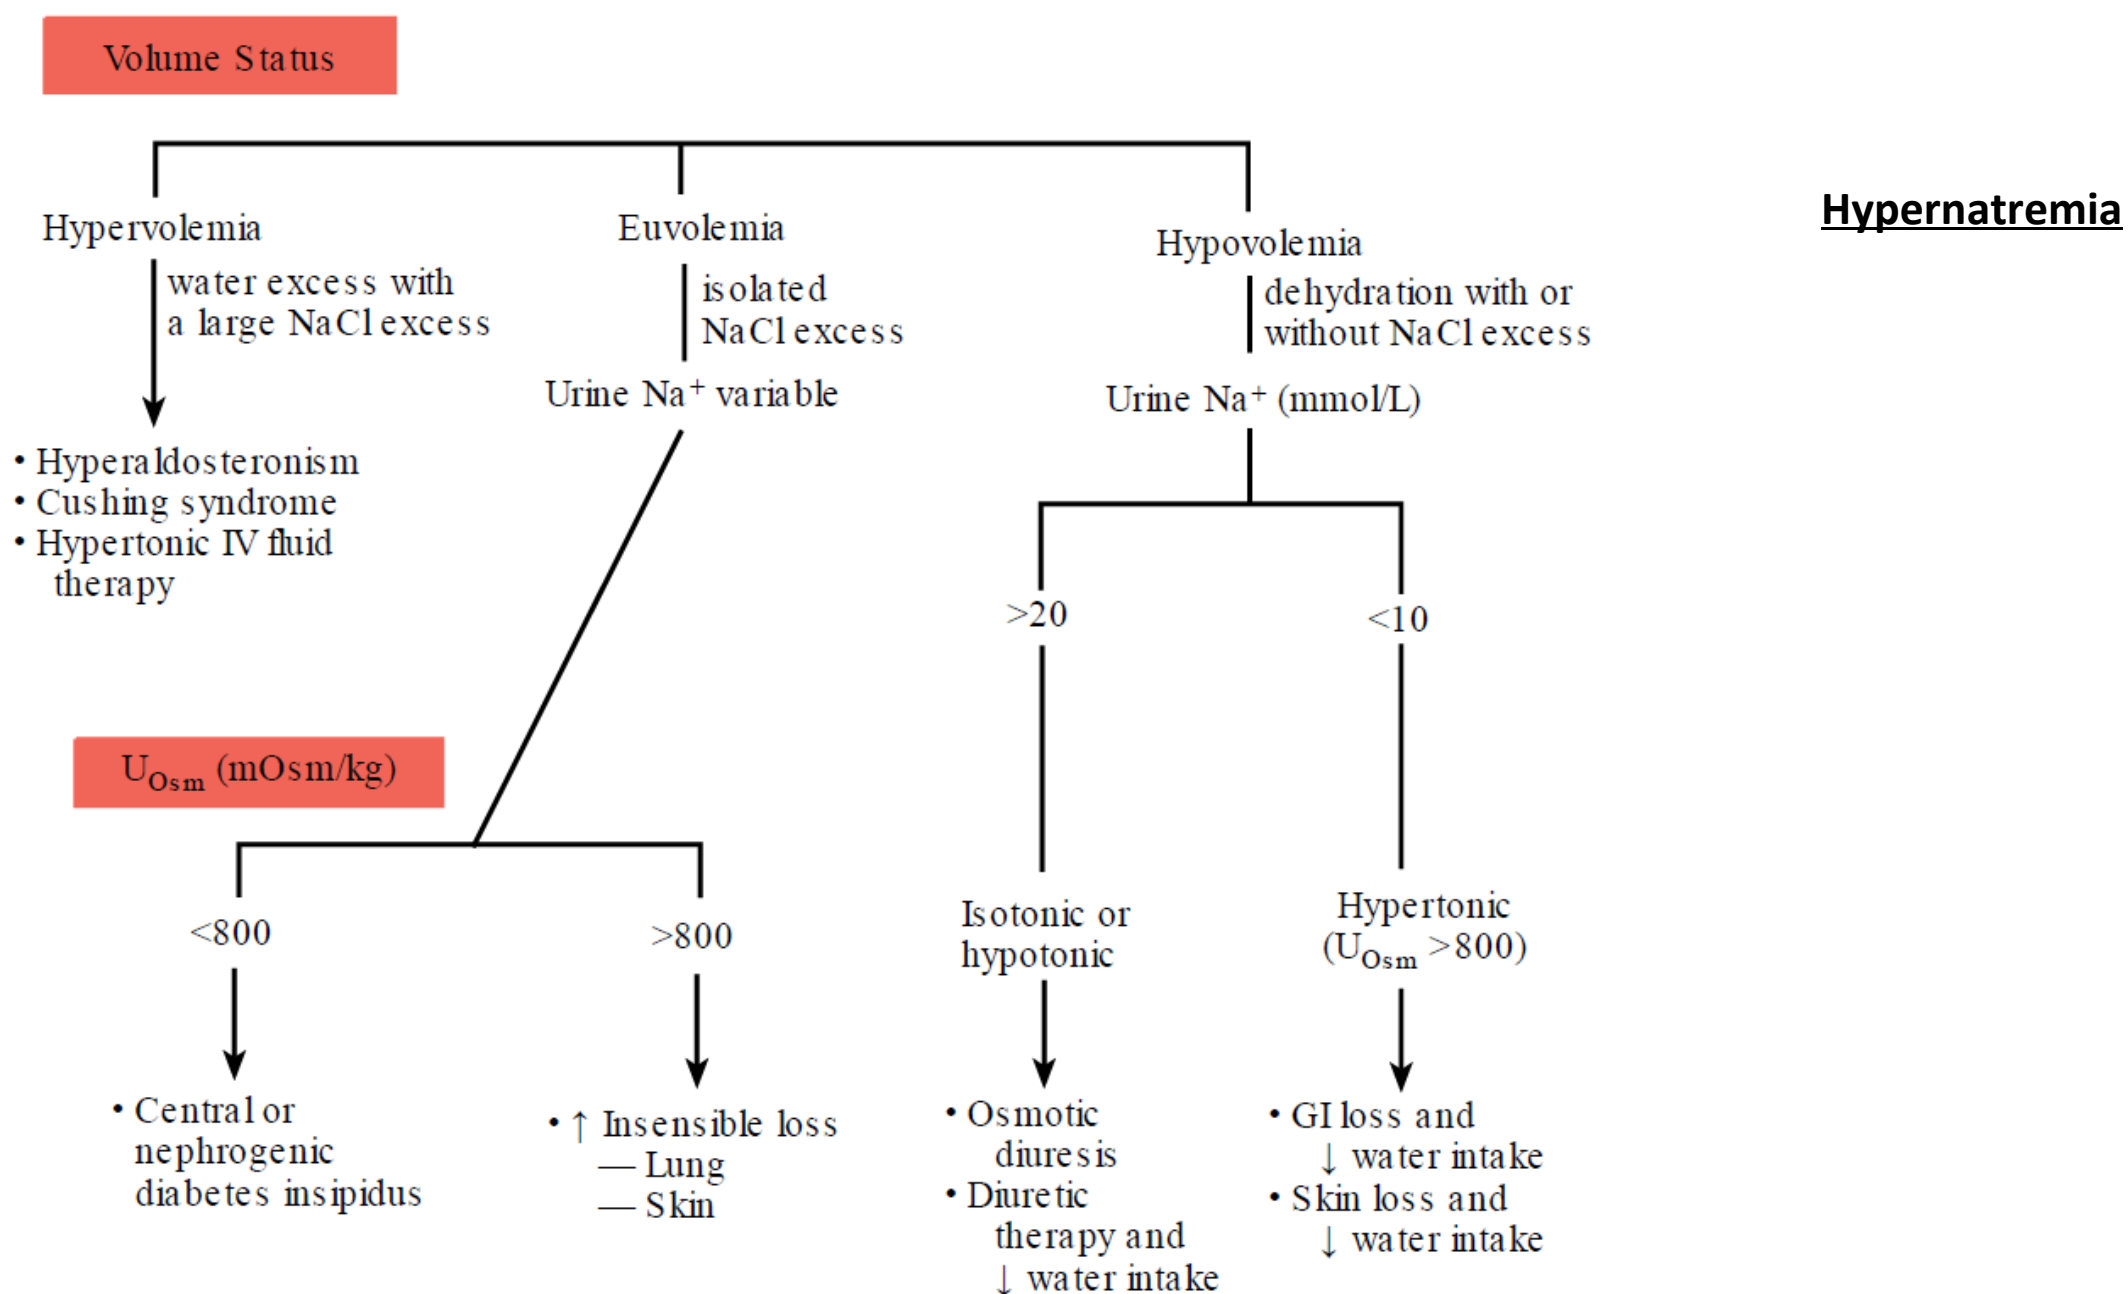 Volume Status
Hypernatremia
Hypervolemia
Euvolemia
Hypovolemia
water excess with
a large NaCl excess
isolated
NaCl excess
dehydration with or
without NaCl excess
Urine Na⁺ variable
Urine Na⁺ (mmol/L)
• Hyperaldosteronism
• Cushing syndrome
• Hypertonic IV fluid
therapy
>20
<10
U_Osm (mOsm/kg)
<800
>800
Isotonic or
hypotonic
Hypertonic
(U_Osm >800)
• Central or
nephrogenic
diabetes insipidus
• ↑ Insensible loss
— Lung
— Skin
• Osmotic
diuresis
• Diuretic
therapy and
↓ water intake
• GI loss and
↓ water intake
• Skin loss and
↓ water intake